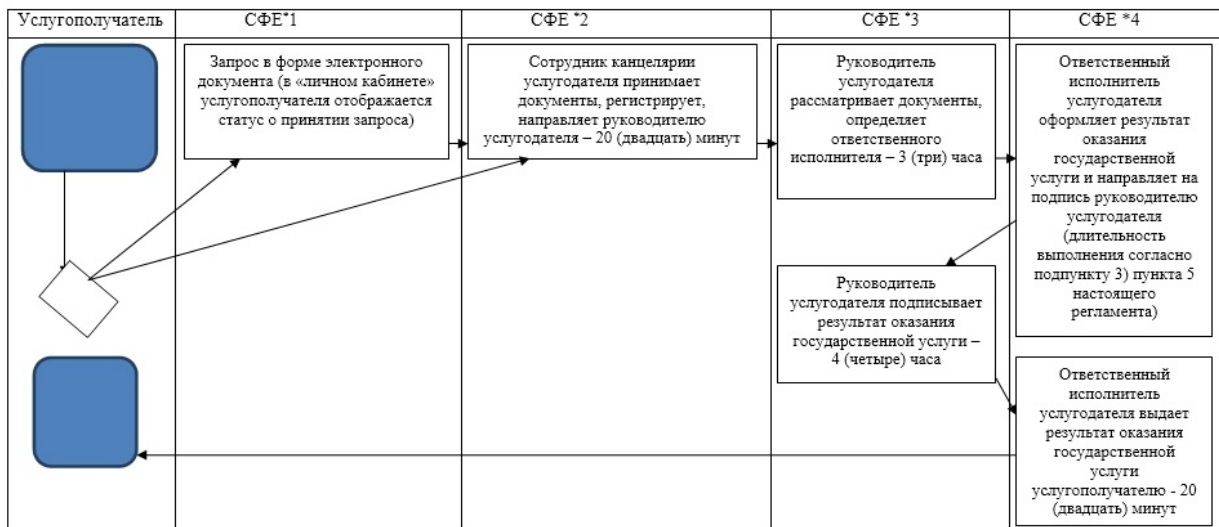 Услугополучатель
СФЕ*1
СФЕ *2
СФЕ *3
СФЕ *4
Запрос в форме электронного
документа (в «личном кабинете»
услугополучателя отображается
статус о принятии запроса)
Сотрудник канцелярии
услугодателя принимает
документы, регистрирует,
направляет руководителю
услугодателя – 20 (двадцать) минут
Руководитель
услугодателя
рассматривает документы,
определяет
ответственного
исполнителя – 3 (три) часа
Ответственный
исполнитель
услугодателя
оформляет результат
оказания
государственной
услуги и направляет на
подпись руководителю
услугодателя
(длительность
выполнения согласно
подпункту 3) пункта 5
настоящего
регламента)
Руководитель
услугодателя подписывает
результат оказания
государственной услуги –
4 (четыре) часа
Ответственный
исполнитель
услугодателя выдает
результат оказания
государственной
услуги
услугополучателю - 20
(двадцать) минут